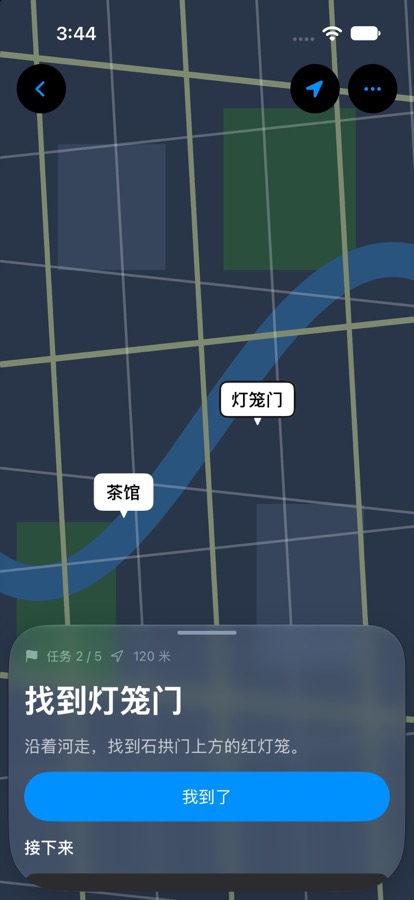 3:44
灯笼门
茶馆
任务 2 / 5 120 米
找到灯笼门
沿着河走，找到石拱门上方的红灯笼。
我到了
接下来